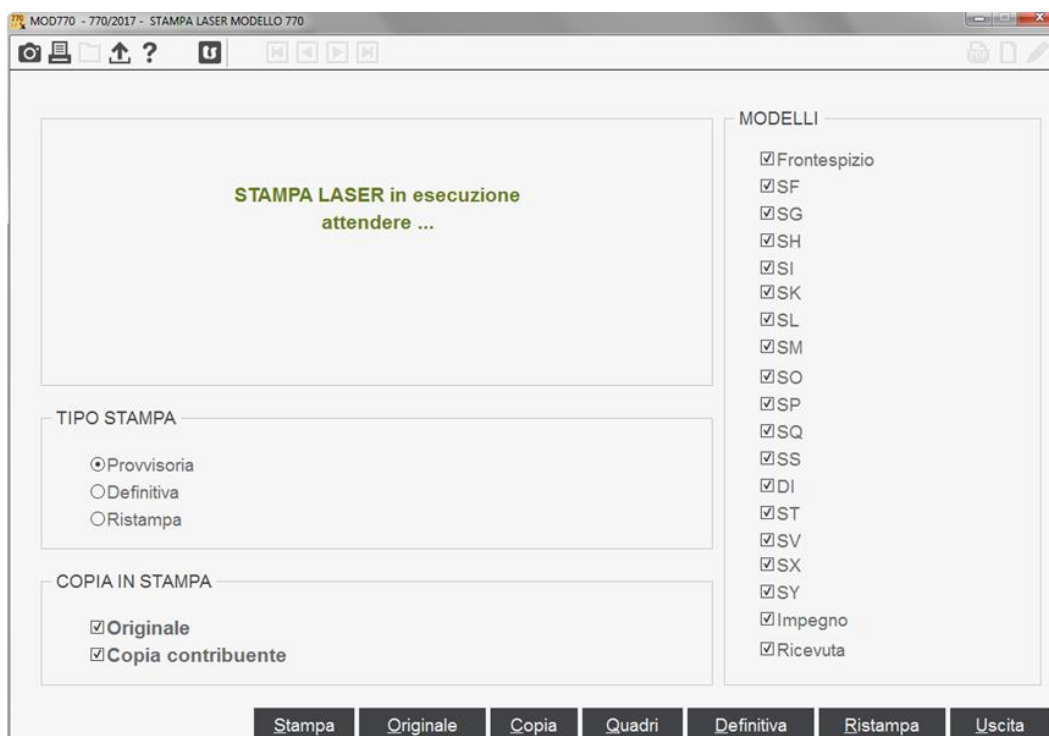 MOD770 - 770/2017 - STAMPA LASER MODELLO 770
STAMPA LASER in esecuzione
attendere ...
TIPO STAMPA
Provvisoria
Definitiva
Ristampa
COPIA IN STAMPA
Originale
Copia contribuente
MODELLI
Frontespizio
SF
SG
SH
SI
SK
SL
SM
SO
SP
SQ
SS
DI
ST
SV
SX
SY
Impegno
Ricevuta
Stampa Originale Copia Quadri Definitiva Ristampa Uscita